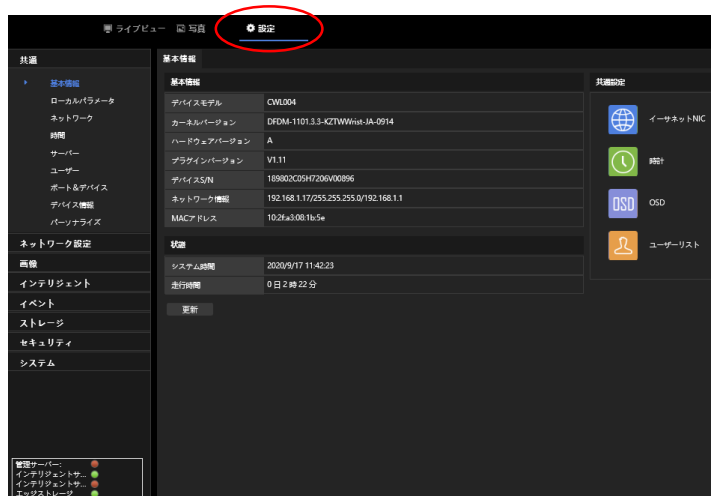 ライブビュー 写真 設定
共通
基本情報
ローカルパラメータ
ネットワーク
時間
サーバー
ユーザー
ポート&デバイス
デバイス情報
パーソナライズ
ネットワーク設定
画像
インテリジェント
イベント
ストレージ
セキュリティ
システム
管理サーバー:
インテリジェントサ...
インテリジェントサ...
エッジストレージ
基本情報
基本情報
デバイスモデル CWL004
カーネルバージョン DFDM-1101.3.3-KZTWWrist-JA-0914
ハードウェアバージョン A
プラグインバージョン V1.11
デバイスS/N 189802C05H7206V00896
ネットワーク情報 192.168.1.17/255.255.255.0/192.168.1.1
MACアドレス 10:2f:a3:08:1b:5e
状態
システム時間 2020/9/17 11:42:23
走行時間 0 日 2 時 22 分
更新
共通設定
イーサネットNIC
時計
OSD OSD
ユーザーリスト